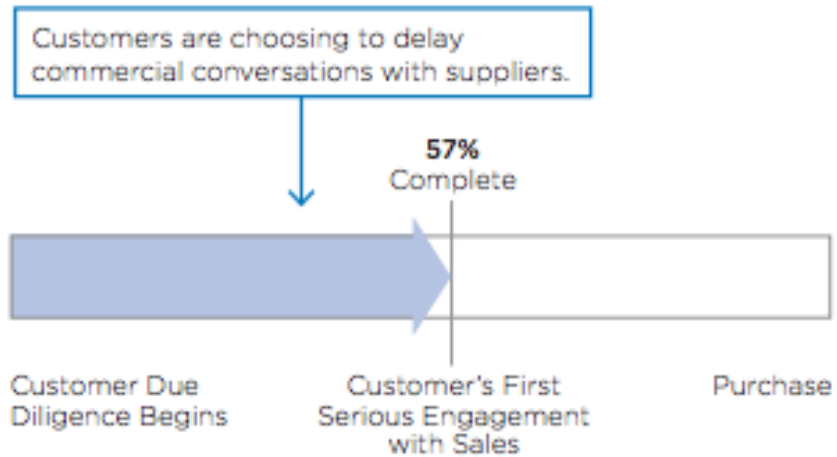 Customers are choosing to delay
commercial conversations with suppliers.
57%
Complete
Customer Due
Diligence Begins
Customer's First
Serious Engagement
with Sales
Purchase